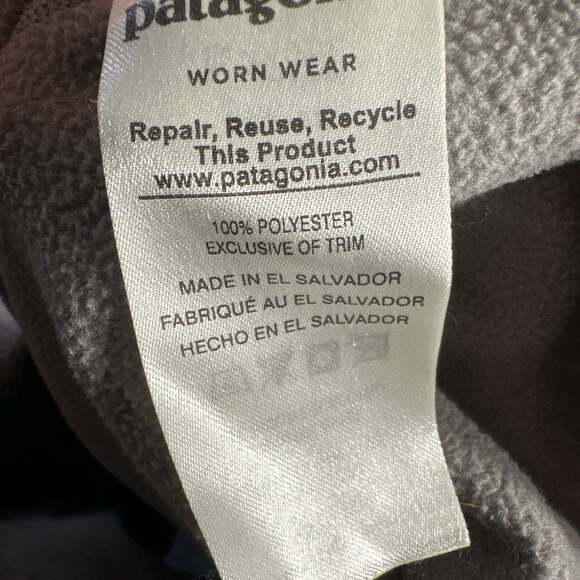 patagonia
WORN WEAR
Repair, Reuse, Recycle
This Product
www.patagonia.com
100% POLYESTER
EXCLUSIVE OF TRIM
MADE IN EL SALVADOR
FABRIQUÉ AU EL SALVADOR
HECHO EN EL SALVADOR